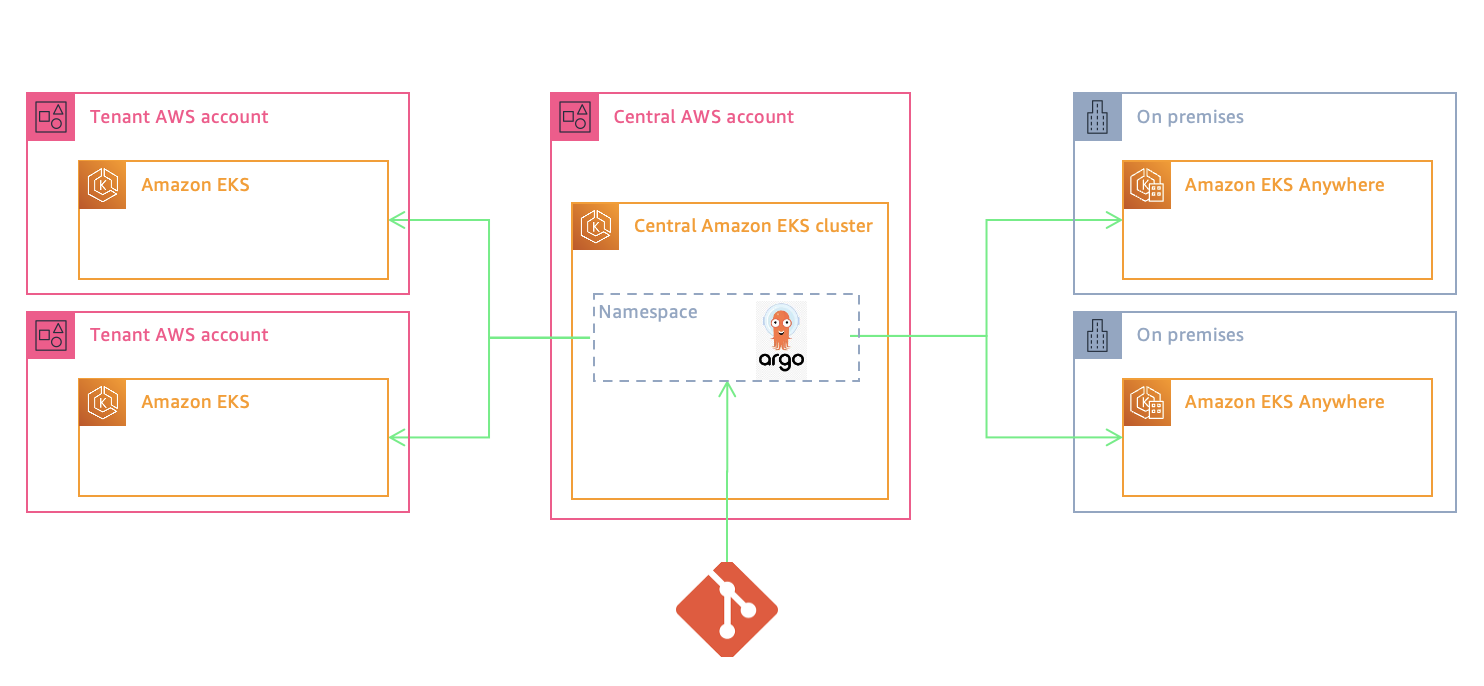 Tenant AWS account
Amazon EKS
Tenant AWS account
Amazon EKS
Central AWS account
Central Amazon EKS cluster
Namespace
argo
On premises
Amazon EKS Anywhere
On premises
Amazon EKS Anywhere